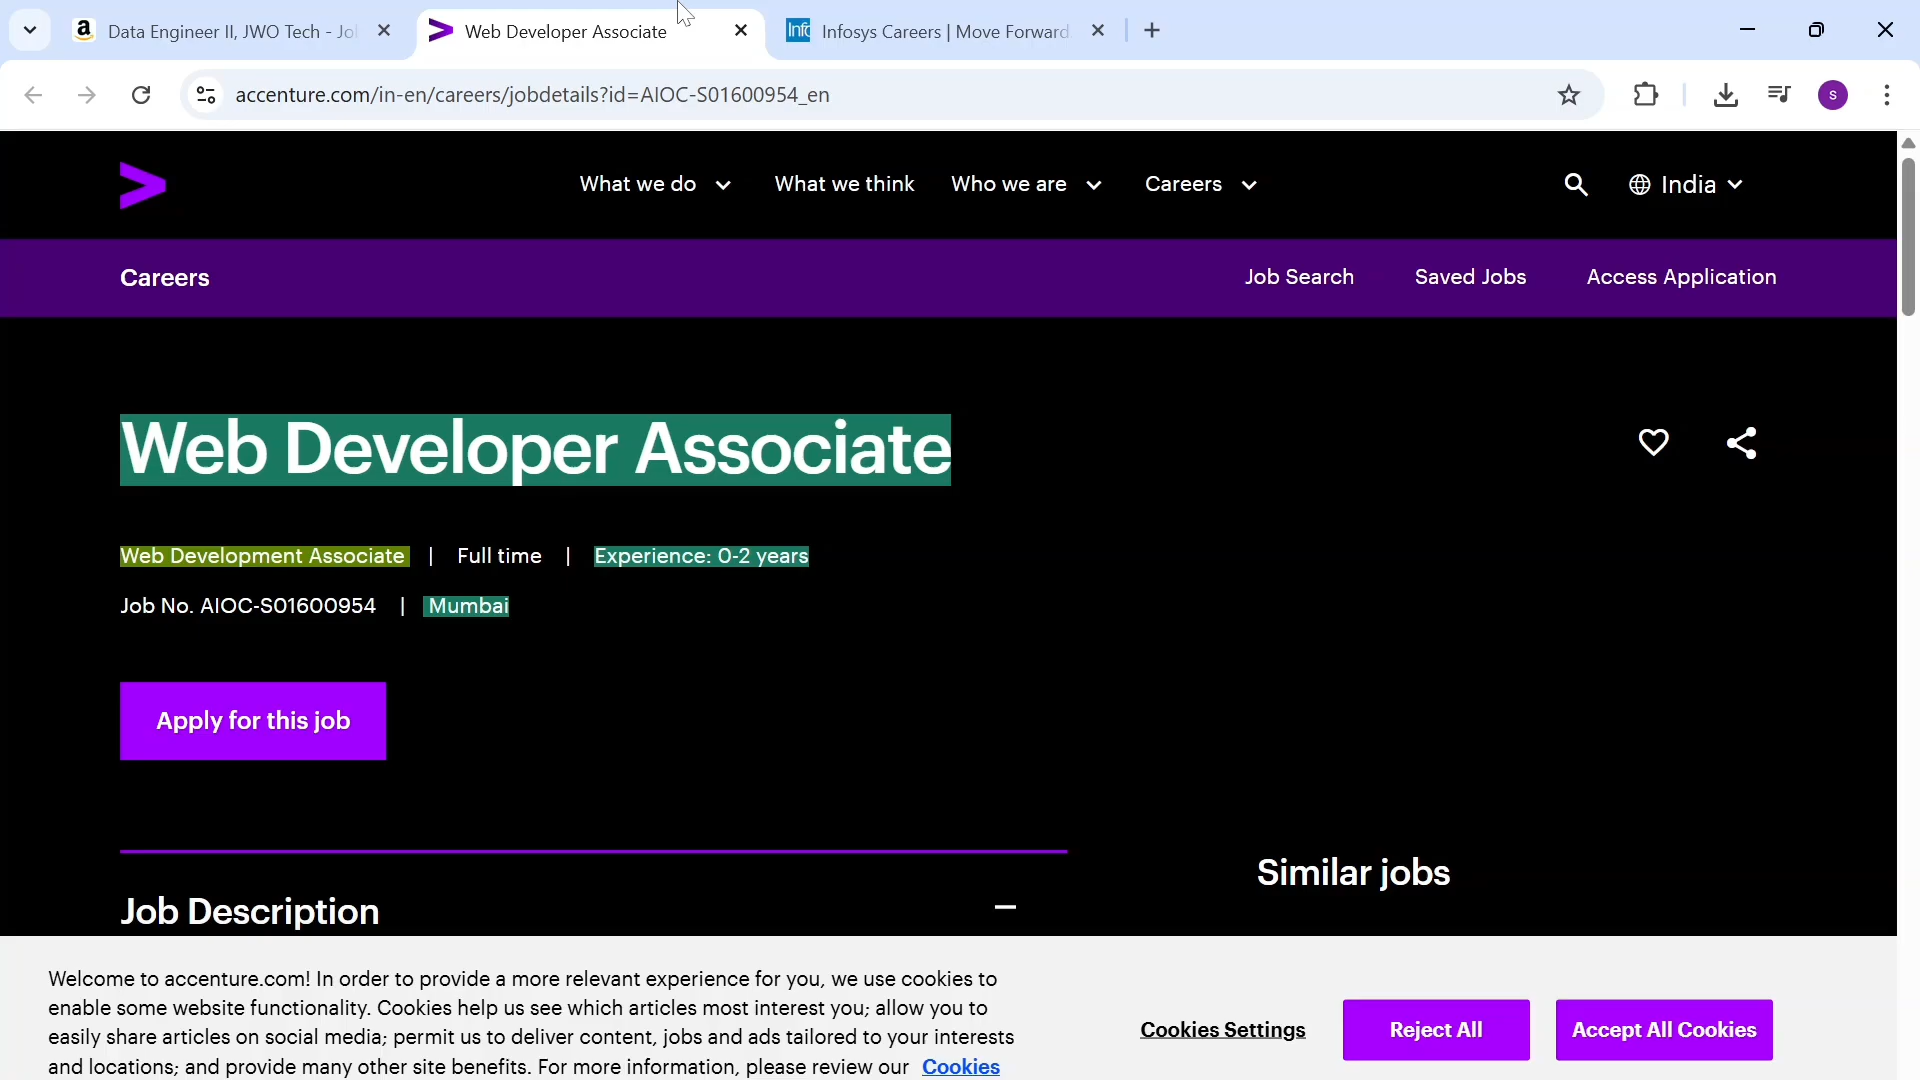 Data Engineer II, JWO Tech - Jo
Web Developer Associate
Infosys Careers | Move Forward
accenture.com/in-en/careers/jobdetails?id=AIOC-S01600954_en
s
What we do
What we think
Who we are
Careers
India
Careers
Job Search
Saved Jobs
Access Application
Web Developer Associate
Web Development Associate | Full time | Experience: 0-2 years
Job No. AIOC-S01600954 | Mumbai
Apply for this job
Similar jobs
Job Description
Welcome to accenture.com! In order to provide a more relevant experience for you, we use cookies to
enable some website functionality. Cookies help us see which articles most interest you; allow you to
easily share articles on social media; permit us to deliver content, jobs and ads tailored to your interests
and locations; and provide many other site benefits. For more information, please review our Cookies
Cookies Settings
Reject All
Accept All Cookies